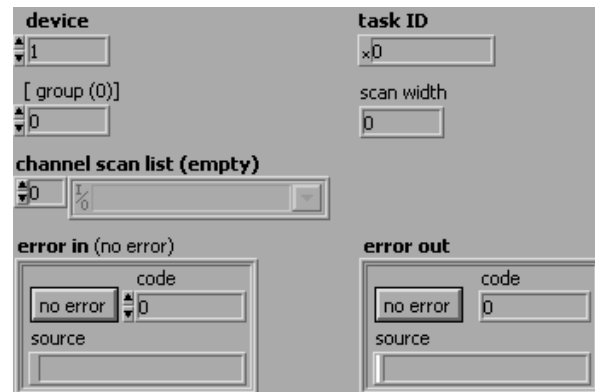 device
1
task ID
x0
[ group (0)]
0
scan width
0
channel scan list (empty)
0
I/O
error in (no error)
code
no error
0
source
error out
code
no error
0
source